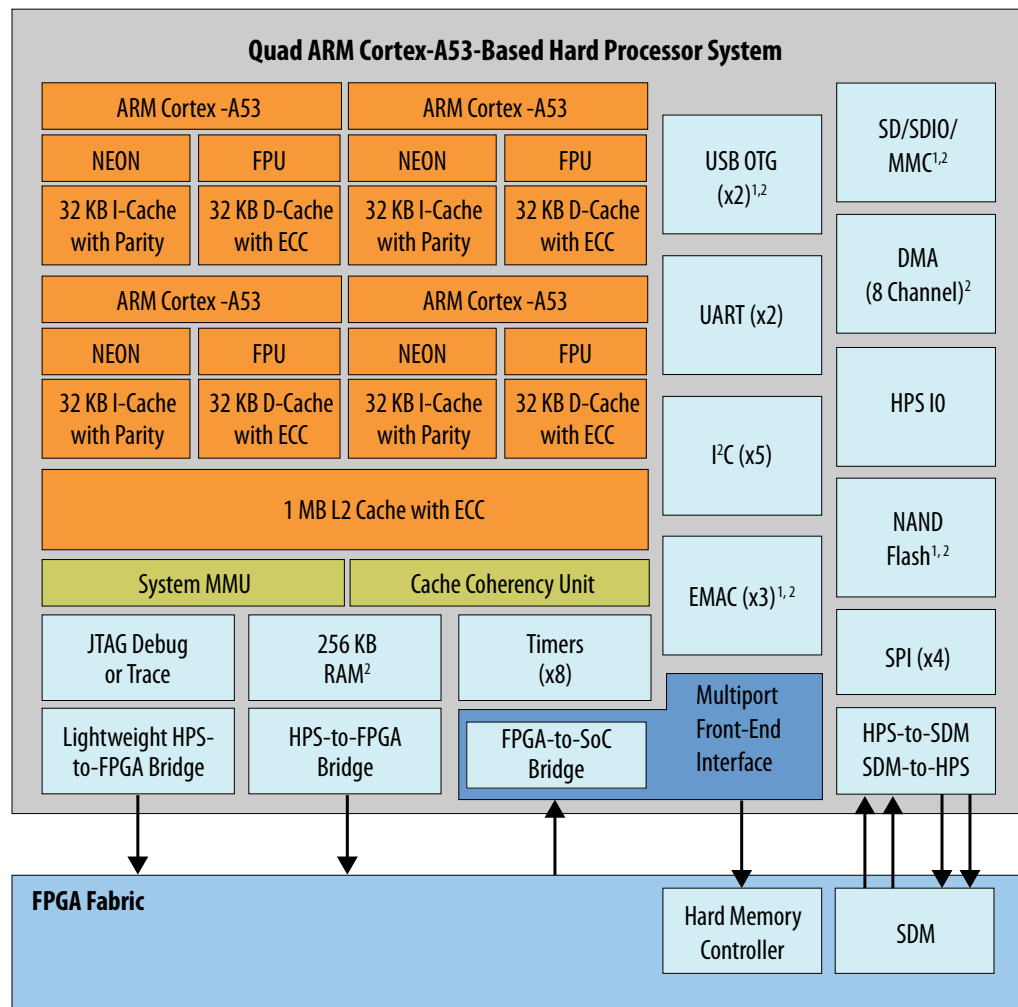 Quad ARM Cortex-A53-Based Hard Processor System
ARM Cortex -A53
ARM Cortex -A53
NEON
FPU
NEON
FPU
32 KB I-Cache
with Parity
32 KB D-Cache
with ECC
32 KB I-Cache
with Parity
32 KB D-Cache
with ECC
ARM Cortex -A53
ARM Cortex -A53
NEON
FPU
NEON
FPU
32 KB I-Cache
with Parity
32 KB D-Cache
with ECC
32 KB I-Cache
with Parity
32 KB D-Cache
with ECC
1 MB L2 Cache with ECC
System MMU
Cache Coherency Unit
JTAG Debug
or Trace
256 KB
RAM²
Timers
(x8)
Lightweight HPS-
to-FPGA Bridge
HPS-to-FPGA
Bridge
FPGA-to-SoC
Bridge
Multiport
Front-End
Interface
USB OTG
(x2)¹,²
UART (x2)
I²C (x5)
EMAC (x3)¹, ²
SD/SDIO/
MMC¹,²
DMA
(8 Channel)²
HPS IO
NAND
Flash¹, ²
SPI (x4)
HPS-to-SDM
SDM-to-HPS
FPGA Fabric
Hard Memory
Controller
SDM